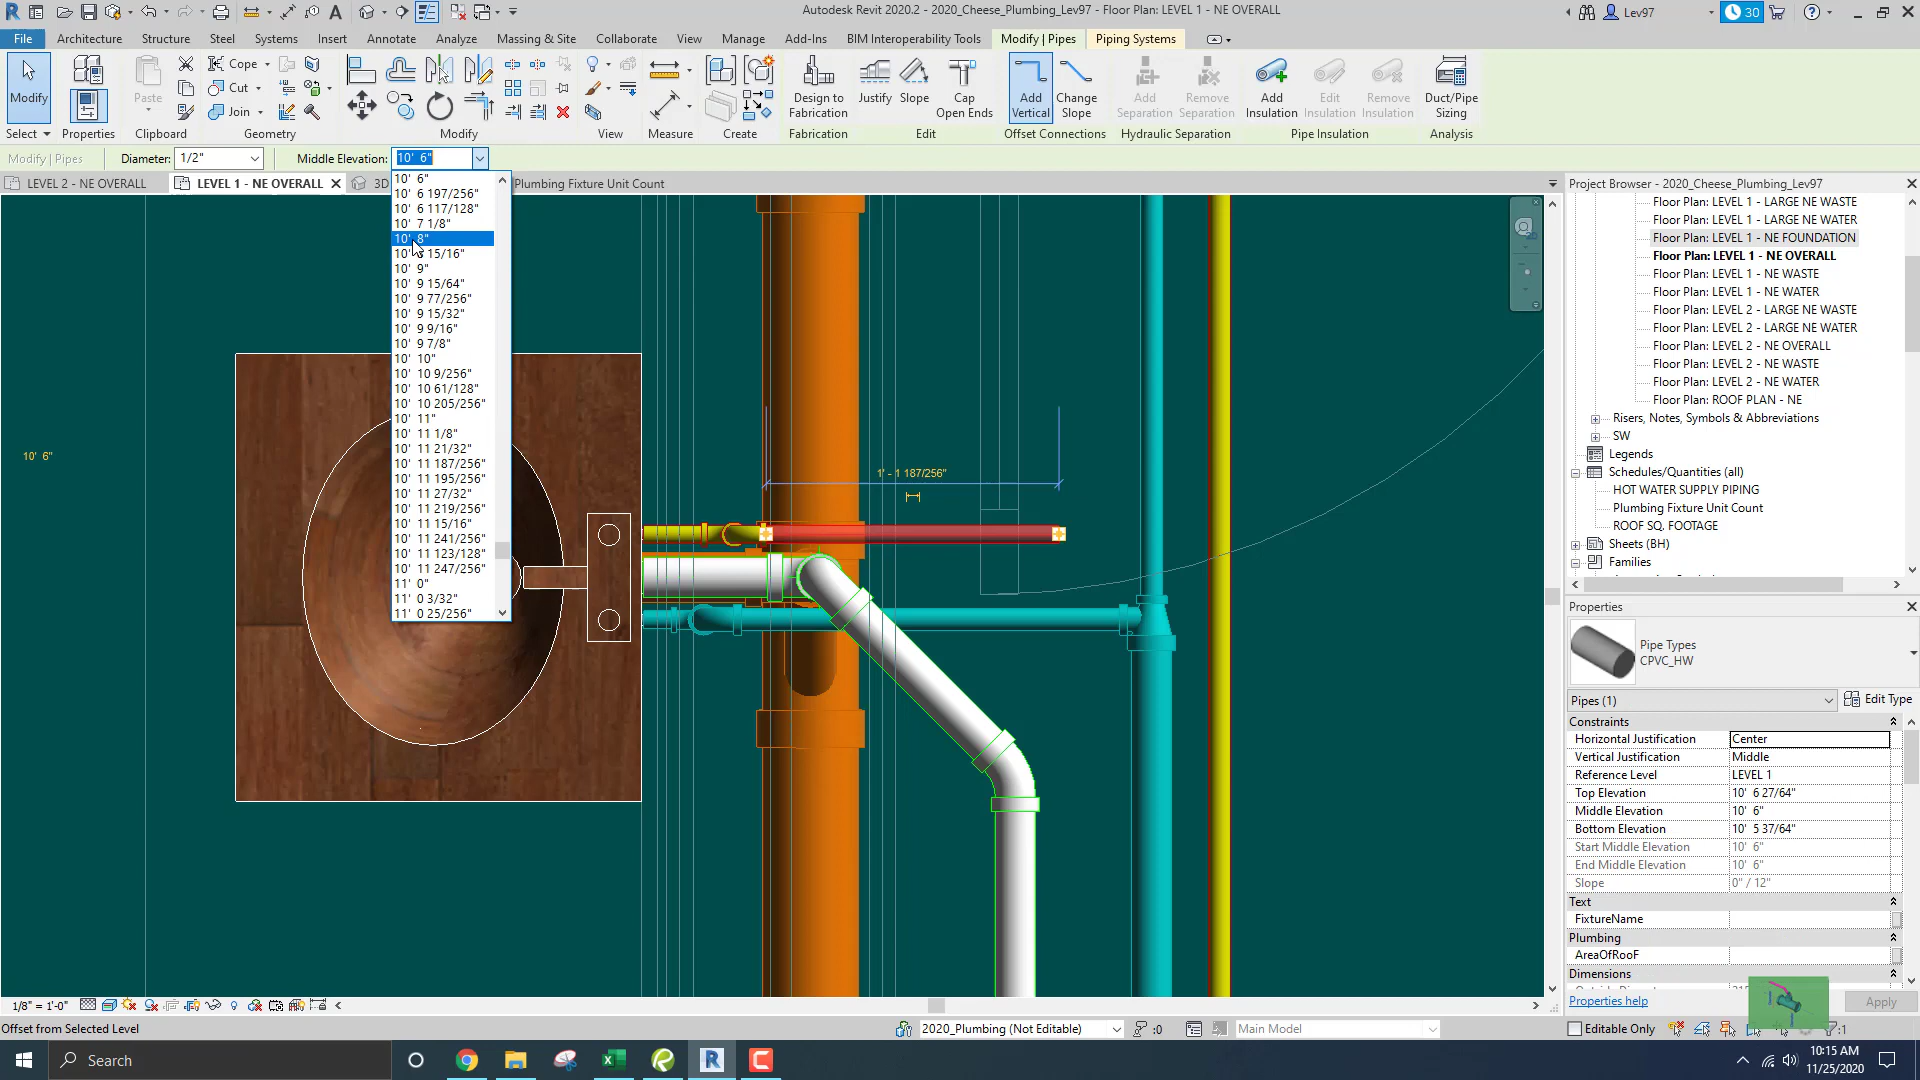 Autodesk Revit 2020.2 - 2020_Cheese_Plumbing_Lev97 - Floor Plan: LEVEL 1 - NE OVERALL
Lev97
30
File Architecture Structure Steel Systems Insert Annotate Analyze Massing & Site Collaborate View Manage Add-Ins BIM Interoperability Tools Modify | Pipes Piping Systems
Modify
Paste
Cope
Cut
Join
Design to Fabrication
Justify
Slope
Cap Open Ends
Add Vertical
Change Slope
Add Separation
Remove Separation
Add Insulation
Edit Insulation
Remove Insulation
Duct/Pipe Sizing
Select Properties Clipboard Geometry Modify View Measure Create Fabrication Edit Offset Connections Hydraulic Separation Pipe Insulation Analysis
Modify | Pipes Diameter: 1/2" Middle Elevation: 10' 6"
LEVEL 2 - NE OVERALL LEVEL 1 - NE OVERALL 3D Plumbing Fixture Unit Count
10' 6"
10' 6 197/256"
10' 6 117/128"
10' 7 1/8"
10' 8"
15/16"
10' 9"
10' 9 15/64"
10' 9 77/256"
10' 9 15/32"
10' 9 9/16"
10' 9 7/8"
10' 10"
10' 10 9/256"
10' 10 61/128"
10' 10 205/256"
10' 11"
10' 11 1/8"
10' 11 21/32"
10' 11 187/256"
10' 11 195/256"
10' 11 27/32"
10' 11 219/256"
10' 11 15/16"
10' 11 241/256"
10' 11 123/128"
10' 11 247/256"
11' 0"
11' 0 3/32"
11' 0 25/256"
10' 6"
1' - 1 187/256"
Project Browser - 2020_Cheese_Plumbing_Lev97
Floor Plan: LEVEL 1 - LARGE NE WASTE
Floor Plan: LEVEL 1 - LARGE NE WATER
Floor Plan: LEVEL 1 - NE FOUNDATION
Floor Plan: LEVEL 1 - NE OVERALL
Floor Plan: LEVEL 1 - NE WASTE
Floor Plan: LEVEL 1 - NE WATER
Floor Plan: LEVEL 2 - LARGE NE WASTE
Floor Plan: LEVEL 2 - LARGE NE WATER
Floor Plan: LEVEL 2 - NE OVERALL
Floor Plan: LEVEL 2 - NE WASTE
Floor Plan: LEVEL 2 - NE WATER
Floor Plan: ROOF PLAN - NE
Risers, Notes, Symbols & Abbreviations
SW
Legends
Schedules/Quantities (all)
HOT WATER SUPPLY PIPING
Plumbing Fixture Unit Count
ROOF SQ. FOOTAGE
Sheets (BH)
Families
Properties
Pipe Types
CPVC_HW
Pipes (1) Edit Type
Constraints
Horizontal Justification Center
Vertical Justification Middle
Reference Level LEVEL 1
Top Elevation 10' 6 27/64"
Middle Elevation 10' 6"
Bottom Elevation 10' 5 37/64"
Start Middle Elevation 10' 6"
End Middle Elevation 10' 6"
Slope 0" / 12"
Text
FixtureName
Plumbing
AreaOfRooF
Dimensions
Properties help Apply
1/8" = 1'-0"
Offset from Selected Level 2020_Plumbing (Not Editable) :0 Main Model Editable Only :1
Search
10:15 AM
11/25/2020